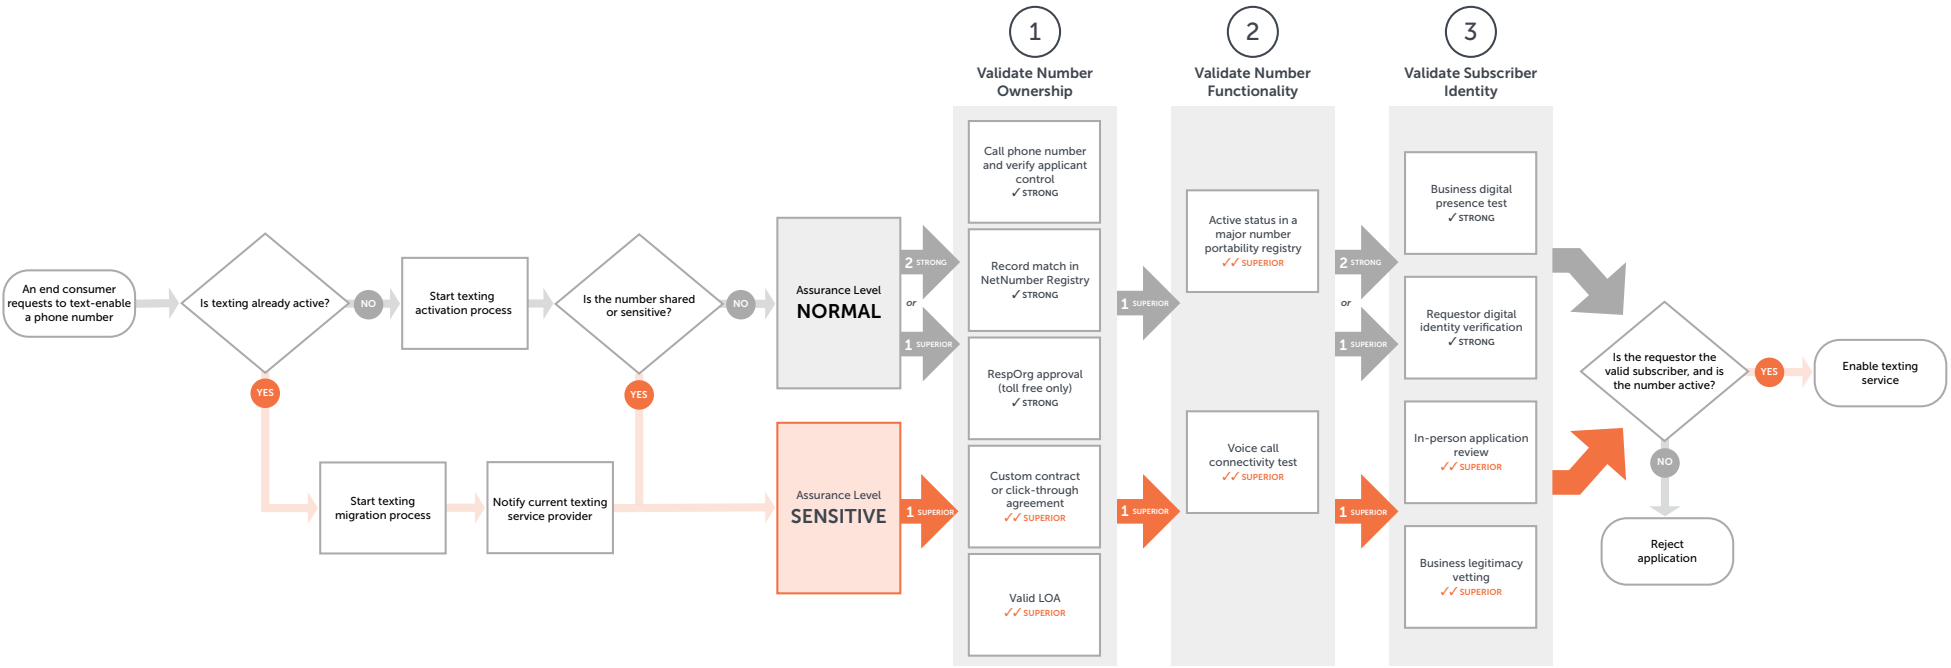 An end consumer
requests to text-enable
a phone number
Is texting already active?
NO
YES
Start texting
activation process
Is the number shared
or sensitive?
NO
YES
Start texting
migration process
Notify current texting
service provider
Assurance Level
NORMAL
Assurance Level
SENSITIVE
2 STRONG
or
1 SUPERIOR
1 SUPERIOR
1
Validate Number
Ownership
Call phone number
and verify applicant
control
✓STRONG
Record match in
NetNumber Registry
✓STRONG
RespOrg approval
(toll free only)
✓STRONG
Custom contract
or click-through
agreement
✓✓SUPERIOR
Valid LOA
✓✓SUPERIOR
1 SUPERIOR
1 SUPERIOR
2
Validate Number
Functionality
Active status in a
major number
portability registry
✓✓SUPERIOR
Voice call
connectivity test
✓✓SUPERIOR
2 STRONG
or
1 SUPERIOR
1 SUPERIOR
3
Validate Subscriber
Identity
Business digital
presence test
✓STRONG
Requestor digital
identity verification
✓STRONG
In-person application
review
✓✓SUPERIOR
Business legitimacy
vetting
✓✓SUPERIOR
Is the requestor the
valid subscriber, and is
the number active?
YES
Enable texting
service
NO
Reject
application